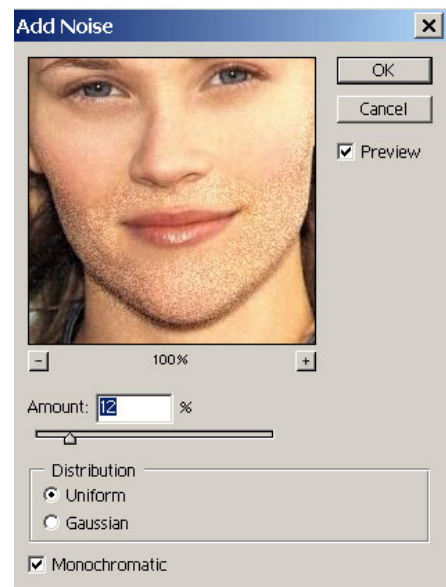 Add Noise
OK
Cancel
Preview
100%
Amount: 12 %
Distribution
Uniform
Gaussian
Monochromatic